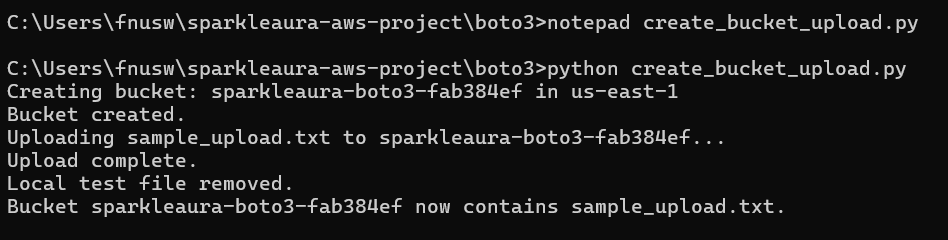 C:\Users\fnusw\sparkleaura-aws-project\boto3>notepad create_bucket_upload.py
C:\Users\fnusw\sparkleaura-aws-project\boto3>python create_bucket_upload.py
Creating bucket: sparkleaura-boto3-fab384ef in us-east-1
Bucket created.
Uploading sample_upload.txt to sparkleaura-boto3-fab384ef...
Upload complete.
Local test file removed.
Bucket sparkleaura-boto3-fab384ef now contains sample_upload.txt.